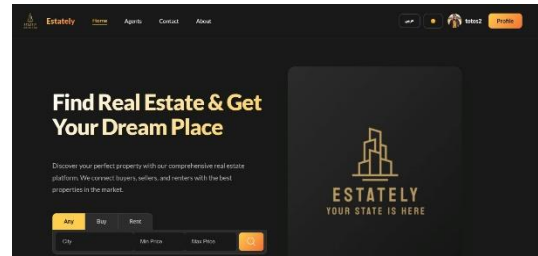 Estately
Home
Agents
Contact
About
totos2
Profile
Find Real Estate & Get
Your Dream Place
Discover your perfect property with our comprehensive real estate
platform. We connect buyers, sellers, and renters with the best
properties in the market.
Any
Buy
Rent
City
Min Price
Max Price
ESTATELY
YOUR STATE IS HERE